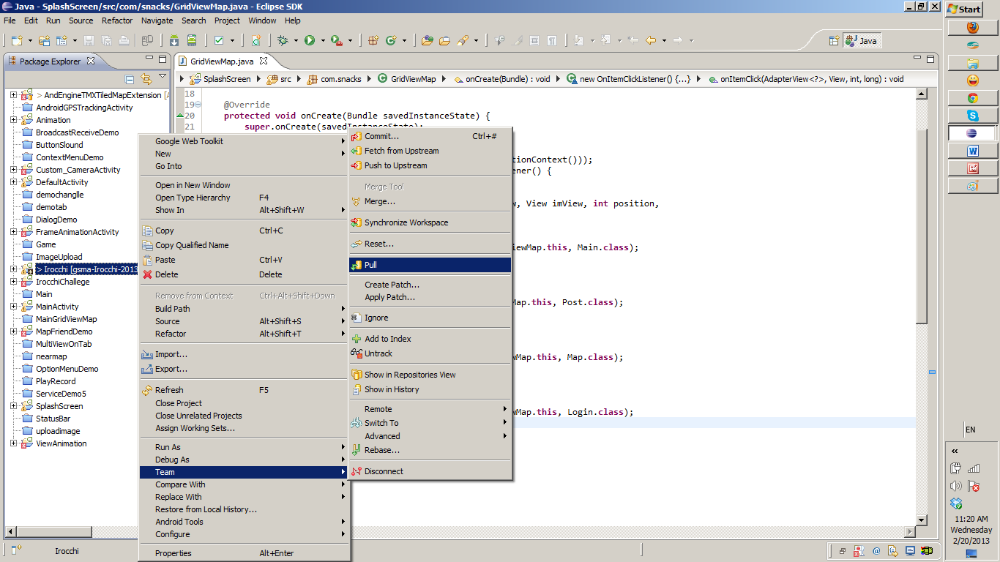 Java - SplashScreen/src/com/snacks/GridViewMap.java - Eclipse SDK
File Edit Run Source Refactor Navigate Search Project Window Help
Java
Package Explorer
> AndEngineTMXTiledMapExtension [
AndroidGPSTrackingActivity
Animation
BroadcastReceiveDemo
ButtonSlound
ContextMenuDemo
Custom_CameraActivity
DefaultActivity
demochanglle
demotab
DialogDemo
FrameAnimationActivity
Game
ImageUpload
> Irocchi [gsma-Irocchi-2013
IrocchiChallege
Main
MainActivity
MainGridViewMap
MapFriendDemo
MultiViewOnTab
nearmap
OptionMenuDemo
PlayRecord
ServiceDemo5
SplashScreen
StatusBar
uploadimage
ViewAnimation
GridViewMap.java
SplashScreen src com.snacks GridViewMap onCreate(Bundle) : void new OnItemClickListener() {...} onItemClick(AdapterView<?>, View, int, long) : void
18
19 @Override
20 protected void onCreate(Bundle savedInstanceState) {
21 super.onCreate(savedInstanceState);
tionContext()));
ener() {
w, View imView, int position,
iewMap.this, Main.class);
Map.this, Post.class);
wMap.this, Map.class);
wMap.this, Login.class);
Google Web Toolkit
New
Go Into
Open in New Window
Open Type Hierarchy F4
Show In Alt+Shift+W
Copy Ctrl+C
Copy Qualified Name
Paste Ctrl+V
Delete Delete
Remove from Context Ctrl+Alt+Shift+Down
Build Path
Source Alt+Shift+S
Refactor Alt+Shift+T
Import...
Export...
Refresh F5
Close Project
Close Unrelated Projects
Assign Working Sets...
Run As
Debug As
Team
Compare With
Replace With
Restore from Local History...
Android Tools
Configure
Properties Alt+Enter
Commit... Ctrl+#
Fetch from Upstream
Push to Upstream
Merge Tool
Merge...
Synchronize Workspace
Reset...
Pull
Create Patch...
Apply Patch...
Ignore
Add to Index
Untrack
Show in Repositories View
Show in History
Remote
Switch To
Advanced
Rebase...
Disconnect
Irocchi
Start
EN
11:20 AM
Wednesday
2/20/2013